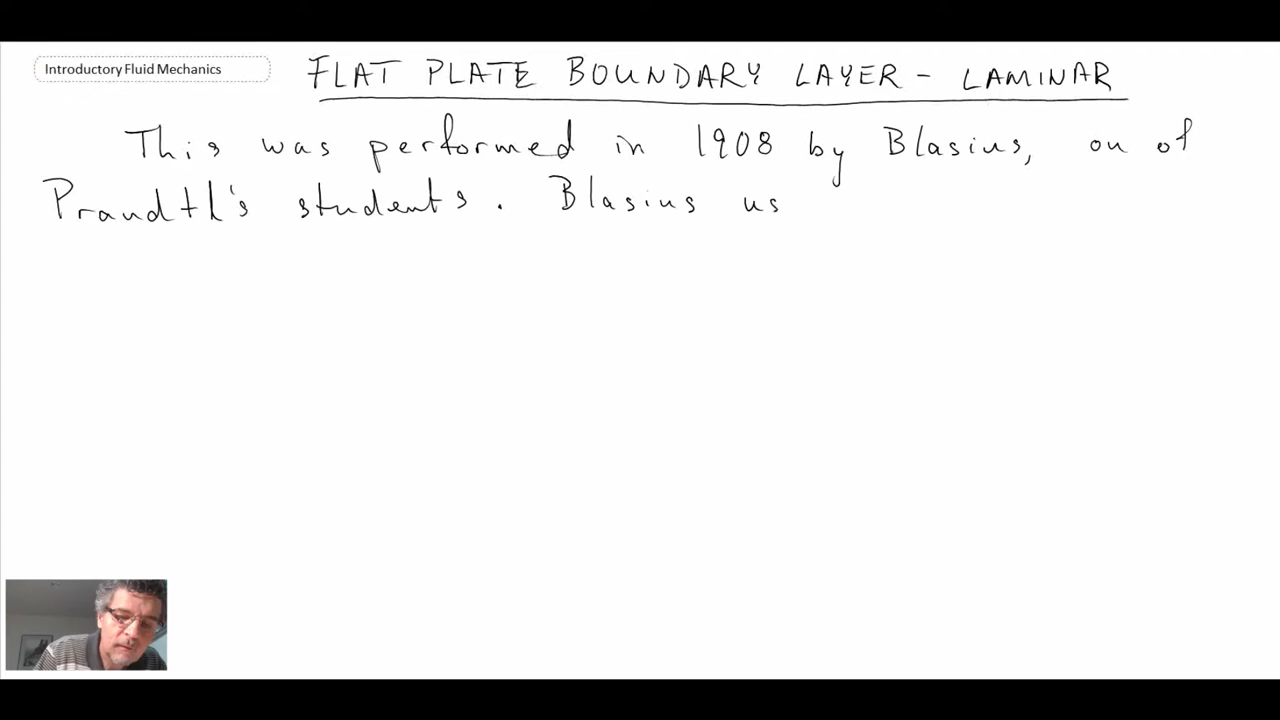 Introductory Fluid Mechanics
FLAT PLATE BOUNDARY LAYER - LAMINAR
This was performed in 1908 by Blasius, on of
Prandtl's students. Blasius us